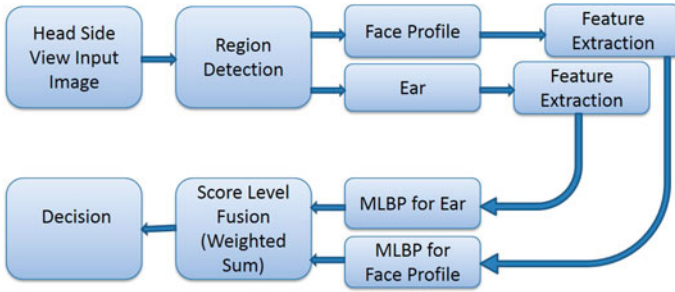 Head Side
View Input
Image
Region
Detection
Face Profile
Feature
Extraction
Ear
Feature
Extraction
Decision
Score Level
Fusion
(Weighted
Sum)
MLBP for Ear
MLBP for
Face Profile